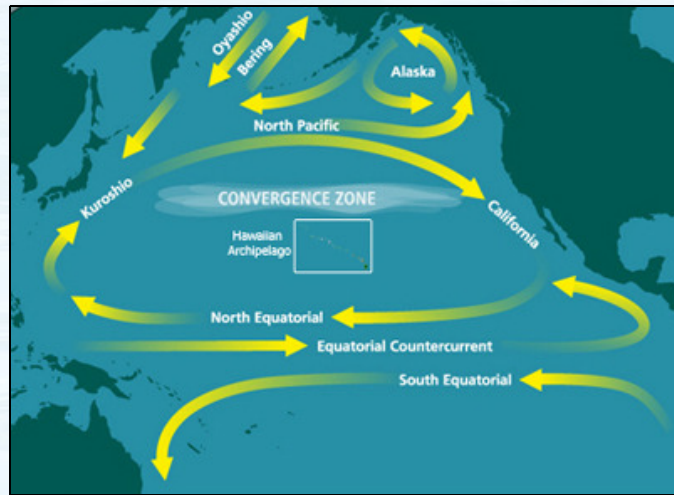 Oyashio
Bering
Alaska
North Pacific
Kuroshio
CONVERGENCE ZONE
California
Hawaiian
Archipelago
North Equatorial
Equatorial Countercurrent
South Equatorial